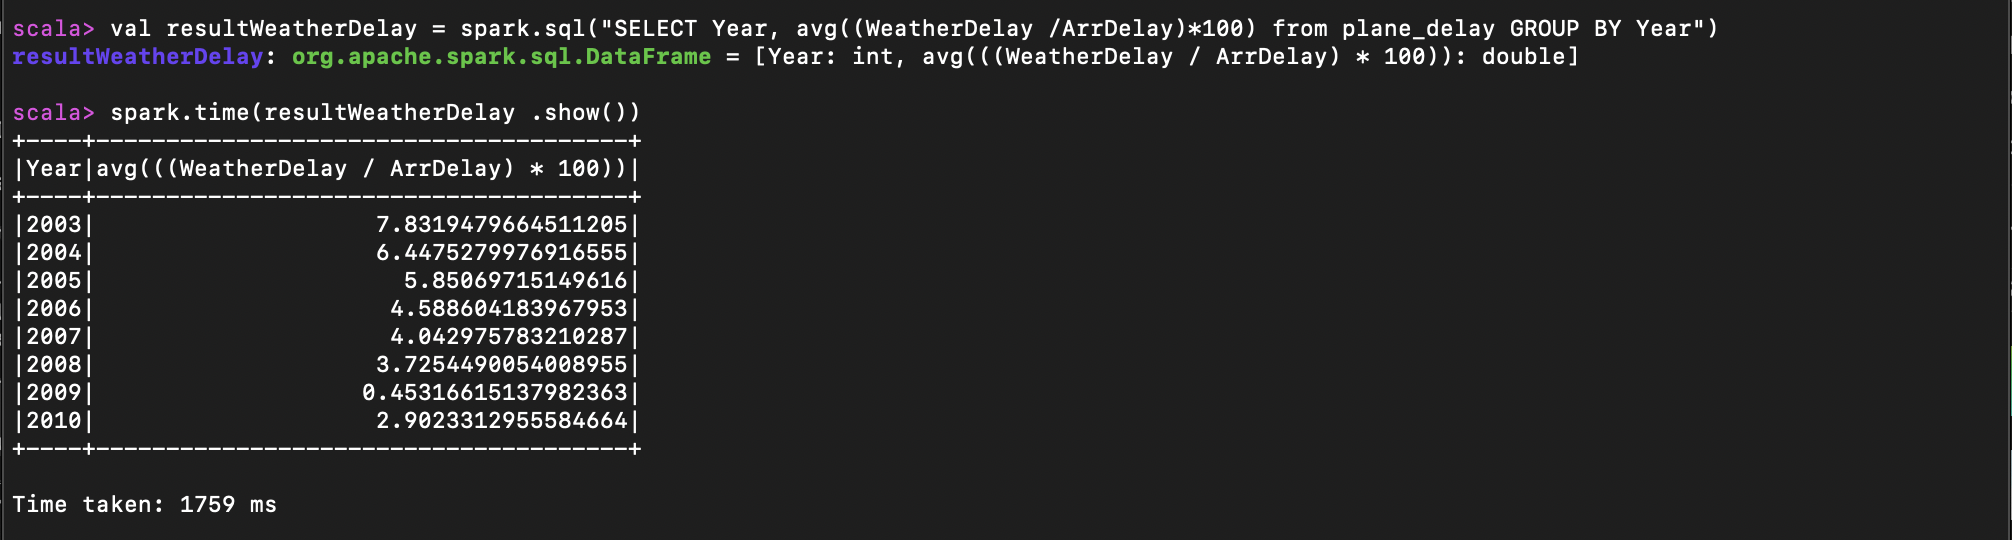 scala> val resultWeatherDelay = spark.sql("SELECT Year, avg((WeatherDelay /ArrDelay)*100) from plane_delay GROUP BY Year")
resultWeatherDelay: org.apache.spark.sql.DataFrame = [Year: int, avg(((WeatherDelay / ArrDelay) * 100)): double]
scala> spark.time(resultWeatherDelay .show())
+----+--------------------------------------+
|Year|avg(((WeatherDelay / ArrDelay) * 100))|
+----+--------------------------------------+
|2003|                    7.8319479664511205|
|2004|                    6.4475279976916555|
|2005|                      5.85069715149616|
|2006|                     4.588604183967953|
|2007|                     4.042975783210287|
|2008|                    3.7254490054008955|
|2009|                   0.45316615137982363|
|2010|                    2.9023312955584664|
+----+--------------------------------------+
Time taken: 1759 ms